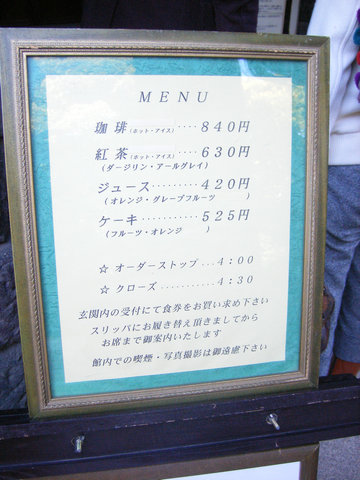 MENU
珈琲(ホット・アイス)････840円
紅茶(ホット・アイス)････630円
(ダージリン・アールグレイ)
ジュース･･･････････420円
(オレンジ・グレープフルーツ　　　)
ケーキ･･･････････525円
(フルーツ・オレンジ　　)
☆ オーダーストップ...4:00
☆ クローズ..........4:30
玄関内の受付にて食券をお買い求め下さい
スリッパにお履き替え頂きましてから
お席まで御案内いたします
館内での喫煙・写真撮影は御遠慮下さい